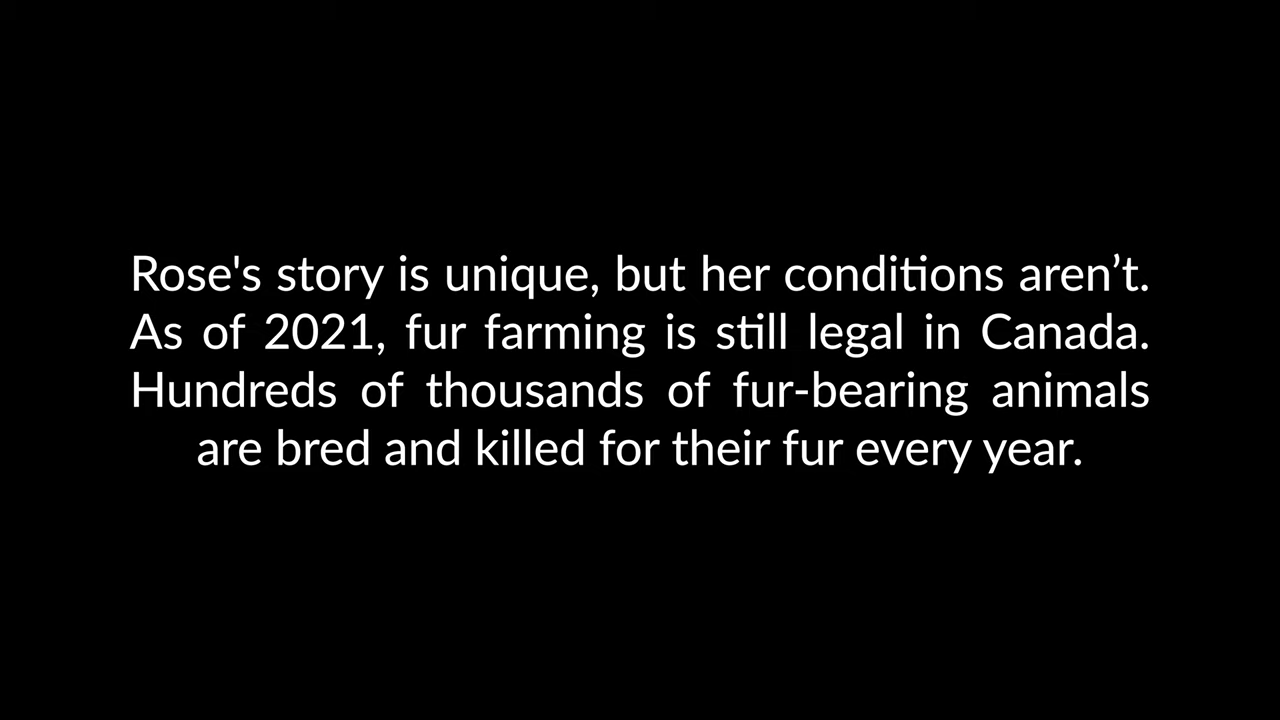 Rose's story is unique, but her conditions aren’t.
As of 2021, fur farming is still legal in Canada.
Hundreds of thousands of fur-bearing animals
are bred and killed for their fur every year.